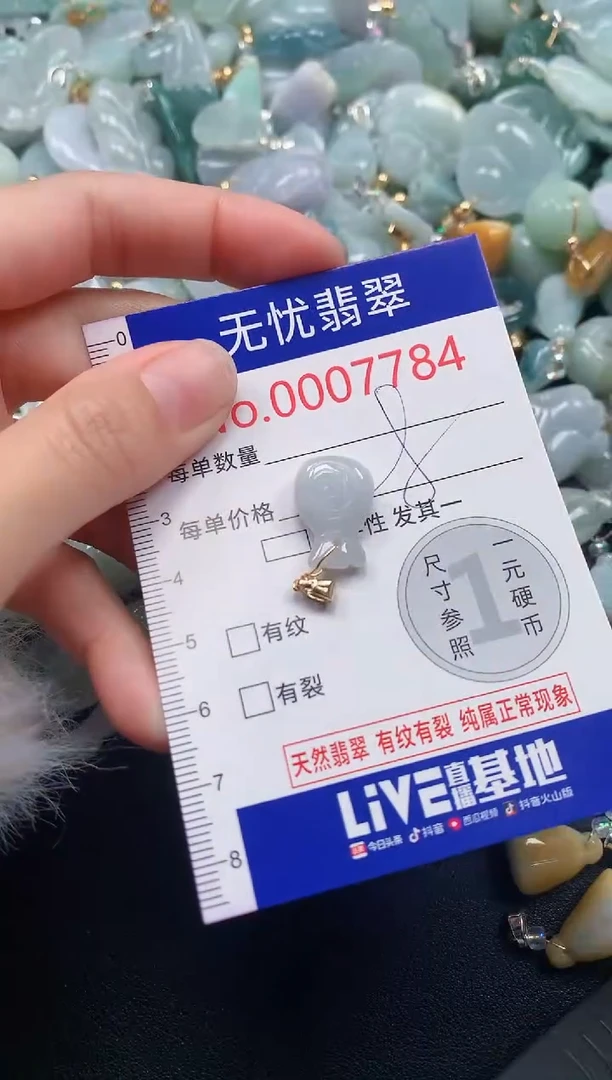 无忧翡翠
No.0007784
每单数量
每单价格
性 发其一
有纹
有裂
尺寸参照
1
一元硬币
天然翡翠 有纹有裂 纯属正常现象
LiVE直播基地
今日头条 抖音 西瓜视频 抖音火山版
0
3
4
5
6
7
8